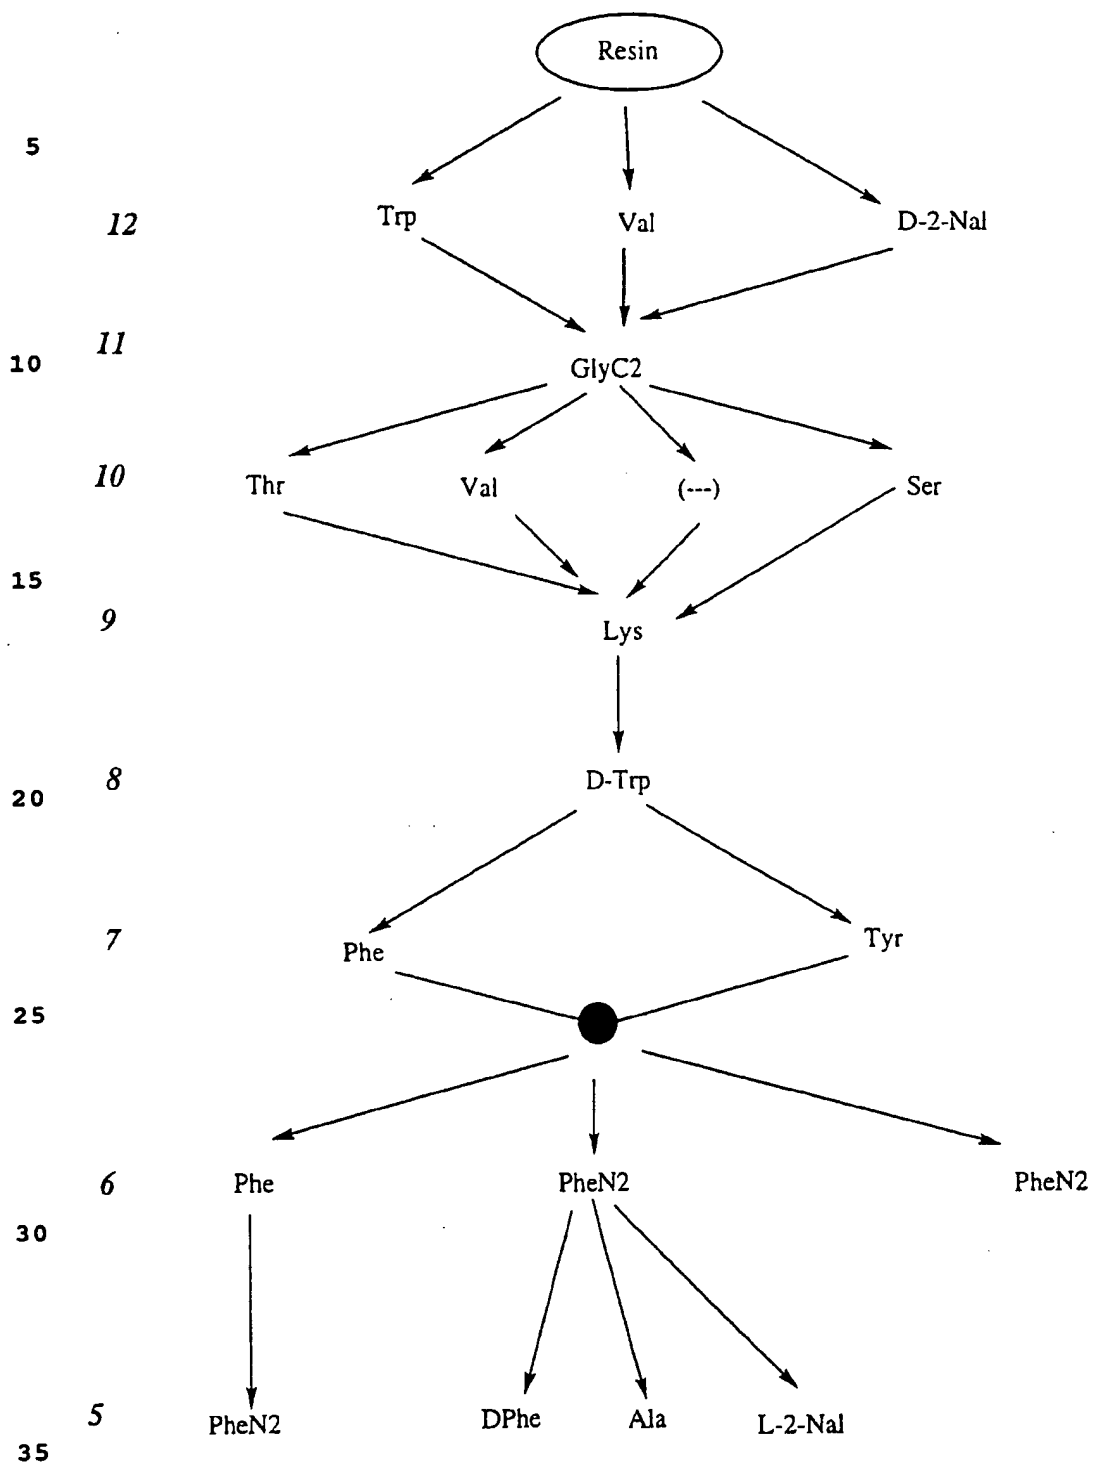 Resin
5
12 Trp Val D-2-Nal
11
10 GlyC2
10 Thr Val (---) Ser
15
9 Lys
8 D-Trp
20
7 Phe Tyr
25
6 Phe PheN2 PheN2
30
5 PheN2 DPhe Ala L-2-Nal
35